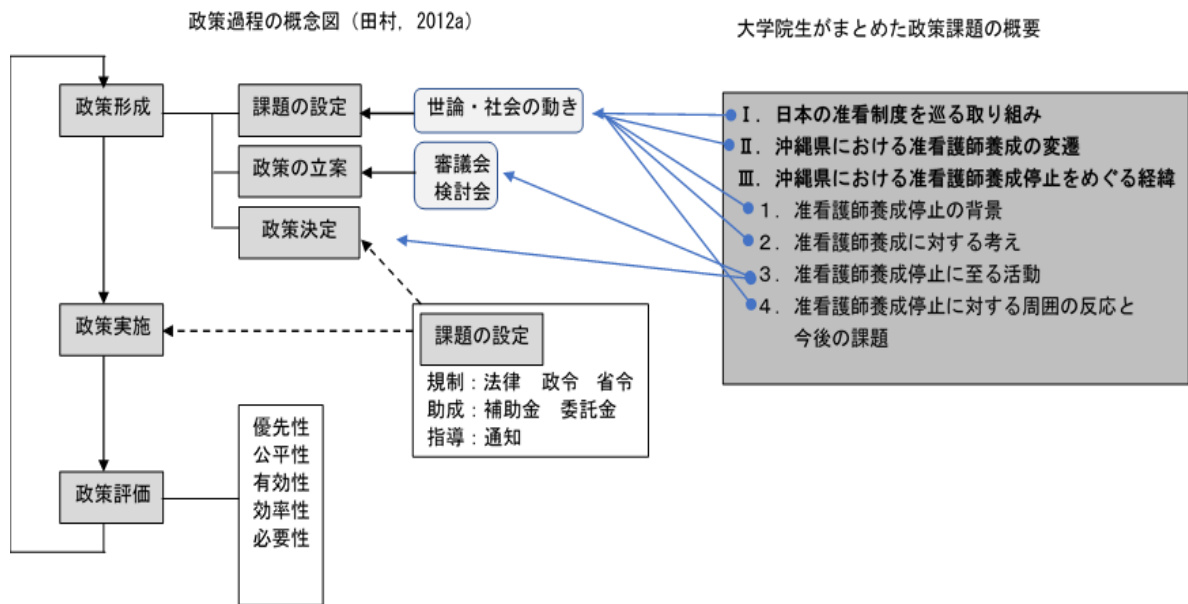 政策過程の概念図（田村, 2012a）
大学院生がまとめた政策課題の概要
政策形成
課題の設定
世論・社会の動き
政策の立案
審議会
検討会
政策決定
政策実施
課題の設定
規制：法律　政令　省令
助成：補助金　委託金
指導：通知
政策評価
優先性
公平性
有効性
効率性
必要性
Ⅰ．日本の准看制度を巡る取り組み
Ⅱ．沖縄県における准看護師養成の変遷
Ⅲ．沖縄県における准看護師養成停止をめぐる経緯
１．准看護師養成停止の背景
２．准看護師養成に対する考え
３．准看護師養成停止に至る活動
４．准看護師養成停止に対する周囲の反応と
今後の課題